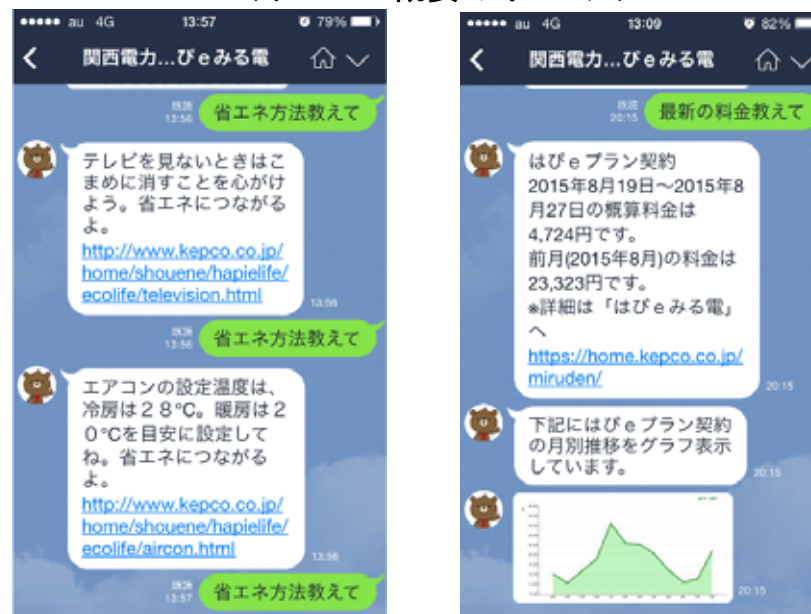 au 4G 13:57 79%
関西電力...ぴｅみる電
既読
13:56
省エネ方法教えて
テレビを見ないときはこ
まめに消すことを心がけ
よう。省エネにつながる
よ。
http://www.kepco.co.jp/
home/shouene/hapielife/
ecolife/television.html
13:56
既読
13:56
省エネ方法教えて
エアコンの設定温度は、
冷房は２８℃。暖房は２
０℃を目安に設定して
ね。省エネにつながる
よ。
http://www.kepco.co.jp/
home/shouene/hapielife/
ecolife/aircon.html
13:56
既読
13:57
省エネ方法教えて
au 4G 13:09 82%
関西電力...ぴｅみる電
既読
20:15
最新の料金教えて
はぴｅプラン契約
2015年8月19日～2015年8
月27日の概算料金は
4,724円です。
前月(2015年8月)の料金は
23,323円です。
*詳細は「はぴｅみる電」
へ
https://home.kepco.co.jp/
miruden/
20:15
下記にはぴｅプラン契約
の月別推移をグラフ表示
しています。
20:15
20:15